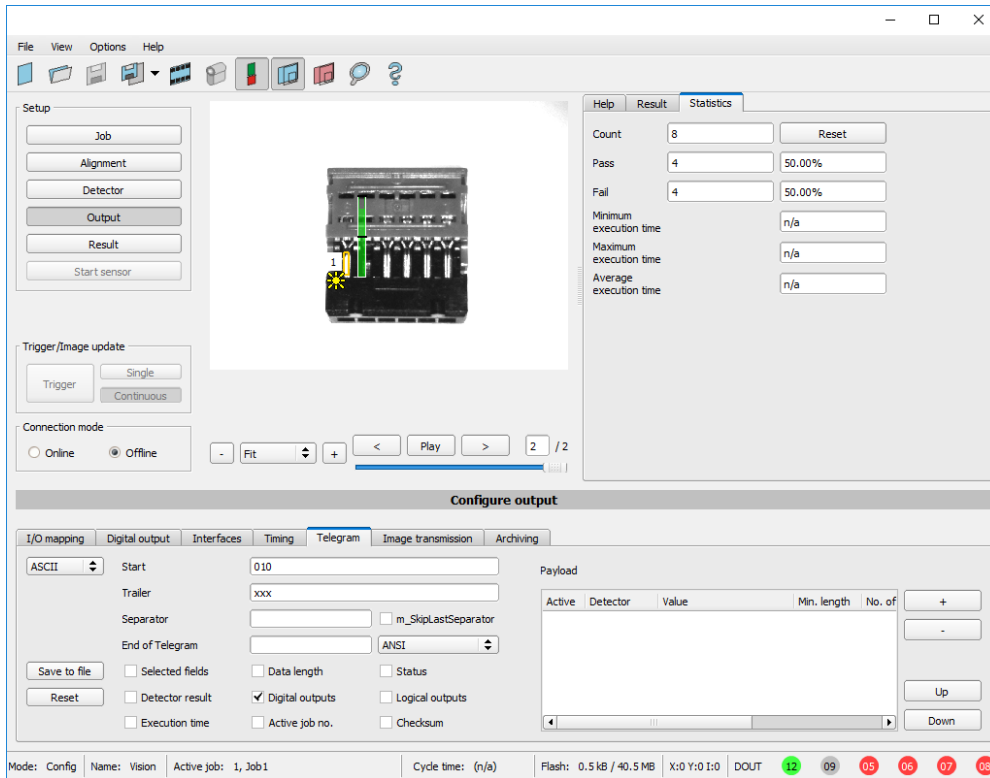 File View Options Help
Setup
Job
Alignment
Detector
Output
Result
Start sensor
Trigger/Image update
Trigger
Single
Continuous
Connection mode
Online Offline
1
- Fit + < Play > 2 / 2
Help Result Statistics
Count 8 Reset
Pass 4 50.00%
Fail 4 50.00%
Minimum
execution time n/a
Maximum
execution time n/a
Average
execution time n/a
Configure output
I/O mapping Digital output Interfaces Timing Telegram Image transmission Archiving
ASCII Start 010
Trailer xxx
Separator m_SkipLastSeparator
End of Telegram ANSI
Save to file Selected fields Data length Status
Reset Detector result Digital outputs Logical outputs
Execution time Active job no. Checksum
Payload
Active Detector Value Min. length No. of
+
-
Up
Down
Mode: Config Name: Vision Active job: 1, Job1 Cycle time: (n/a) Flash: 0.5 kB / 40.5 MB X:0 Y:0 I:0 DOUT 12 09 05 06 07 08